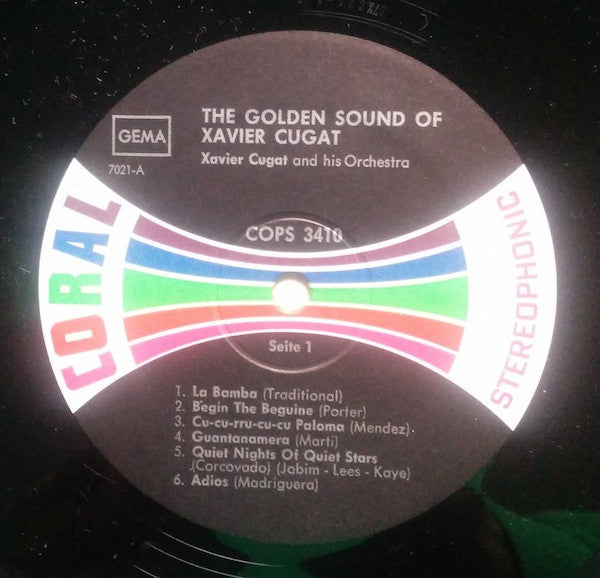 THE GOLDEN SOUND OF
XAVIER CUGAT
GEMA
Xavier Cugat and his Orchestra
7021-A
CORAL
STEREOPHONIC
COPS 3410
Seite 1
1. La Bamba (Traditional)
2. Begin The Beguine (Porter)
3. Cu-cu-rru-cu-cu Paloma (Mendez)
4. Guantanamera (Marti)
5. Quiet Nights Of Quiet Stars
(Corcovado) (Jobim - Lees - Kaye)
6. Adios (Madriguera)